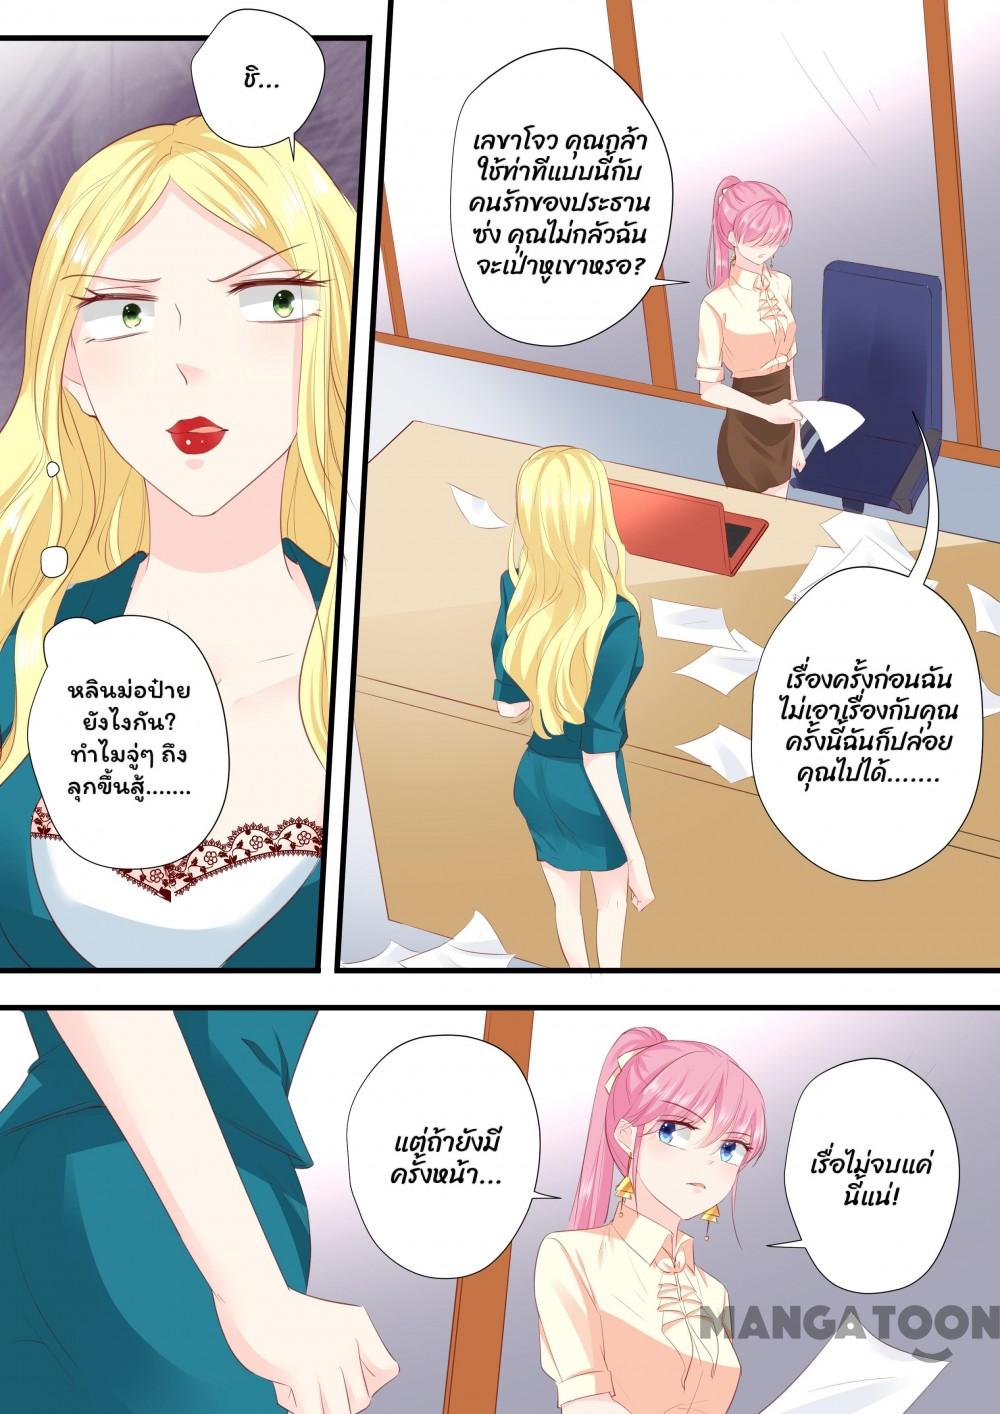 ชิ...
เลขาโจว คุณกล้า
ใช้ท่าทีแบบนี้กับ
คนรักของประธาน
ซ่ง คุณไม่กลัวฉัน
จะเป่าหูเขาหรอ?
หลินม่อป๋าย
ยังไงกัน?
ทำไมจู่ๆ ถึง
ลุกขึ้นสู้.......
เรื่องครั้งก่อนฉัน
ไม่เอาเรื่องกับคุณ
ครั้งนี้ฉันก็ปล่อย
คุณไปได้.......
แต่ถ้ายังมี
ครั้งหน้า...
เรื่อไม่จบแค่
นี้แน่!
MANGATOON